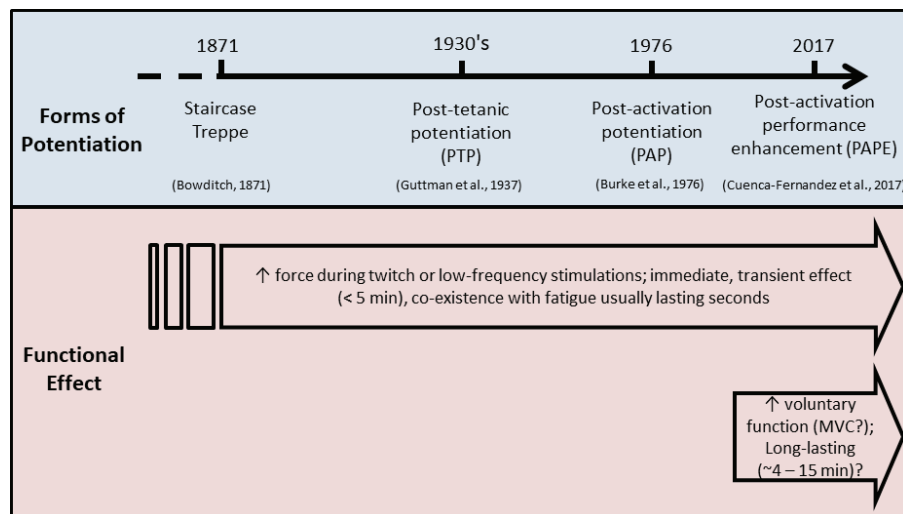 1871
1930's
1976
2017
Forms of
Potentiation
Staircase
Treppe
(Bowditch, 1871)
Post-tetanic
potentiation
(PTP)
(Guttman et al., 1937)
Post-activation
potentiation
(PAP)
(Burke et al., 1976)
Post-activation
performance
enhancement (PAPE)
(Cuenca-Fernandez et al., 2017)
Functional
Effect
↑ force during twitch or low-frequency stimulations; immediate, transient effect
(< 5 min), co-existence with fatigue usually lasting seconds
↑ voluntary
function (MVC?);
Long-lasting
(~4 – 15 min)?